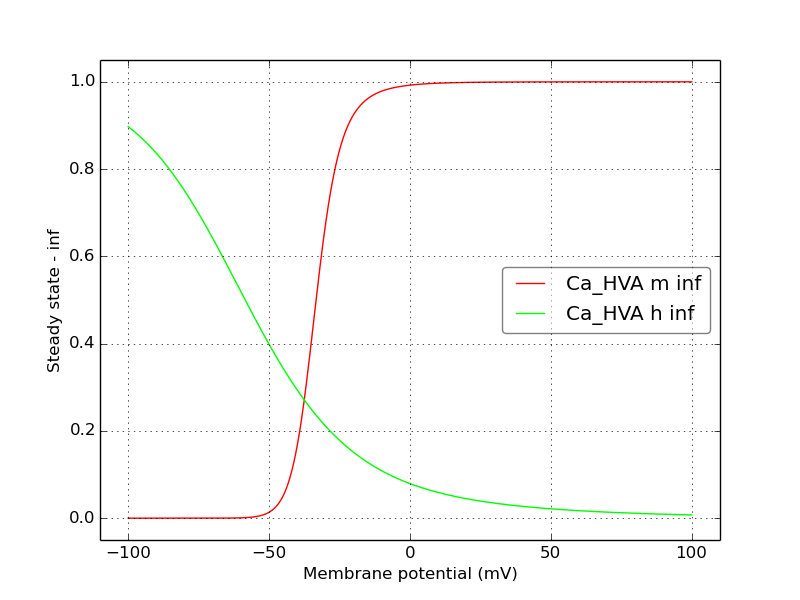 1.0
0.8
0.6
0.4
0.2
0.0
Steady state - inf
−100
−50
0
50
100
Membrane potential (mV)
Ca_HVA m inf
Ca_HVA h inf